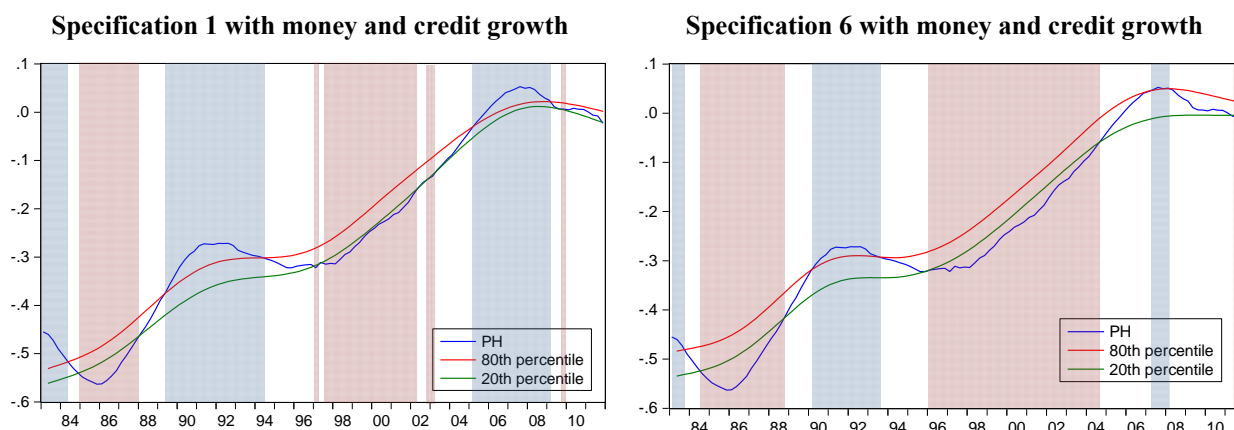 Specification 1 with money and credit growth
.1
.0
-.1
-.2
-.3
-.4
-.5
-.6
PH
80th percentile
20th percentile
84 86 88 90 92 94 96 98 00 02 04 06 08 10
Specification 6 with money and credit growth
.1
.0
-.1
-.2
-.3
-.4
-.5
-.6
PH
80th percentile
20th percentile
84 86 88 90 92 94 96 98 00 02 04 06 08 10